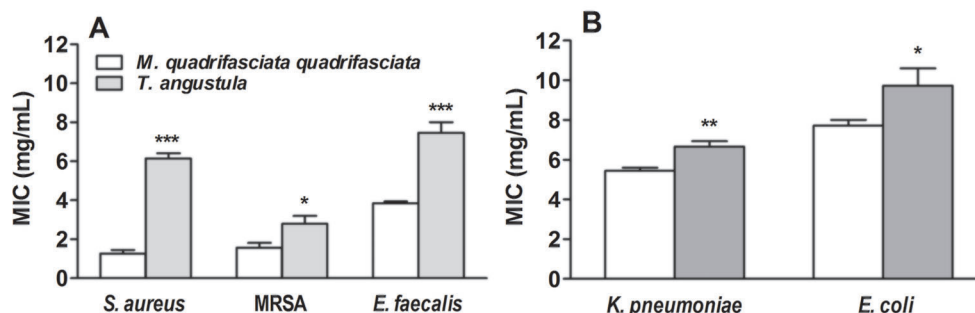 A
MIC (mg/mL)
12
10
8
6
4
2
0
M. quadrifasciata quadrifasciata
T. angustula
***
*
***
S. aureus
MRSA
E. faecalis
B
MIC (mg/mL)
12
10
8
6
4
2
0
**
*
K. pneumoniae
E. coli